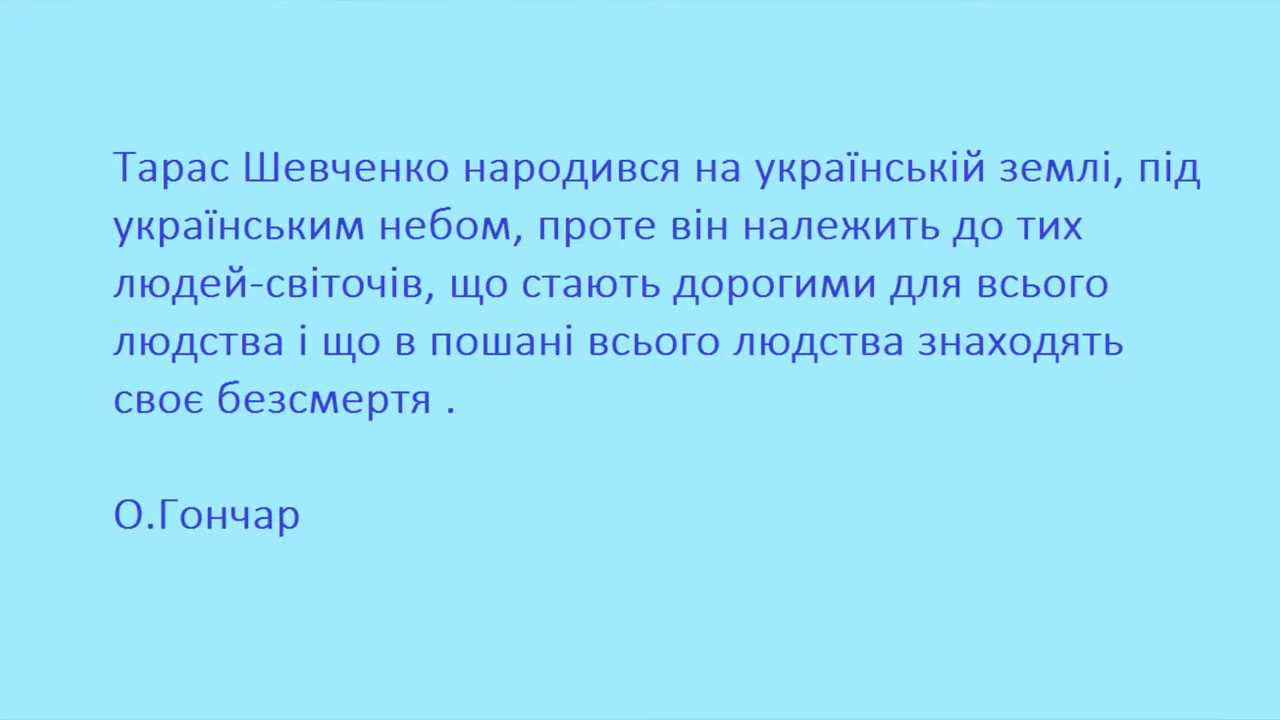 Тарас Шевченко народився на українській землі, під
українським небом, проте він належить до тих
людей-світочів, що стають дорогими для всього
людства і що в пошані всього людства знаходять
своє безсмертя .
О.Гончар